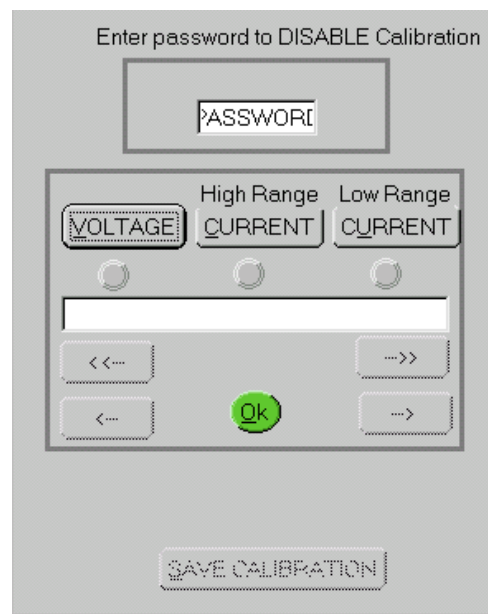 Enter password to DISABLE Calibration
PASSWORD
High Range Low Range
VOLTAGE CURRENT CURRENT
<<--- --->>
<--- Ok --->
SAVE CALIBRATION